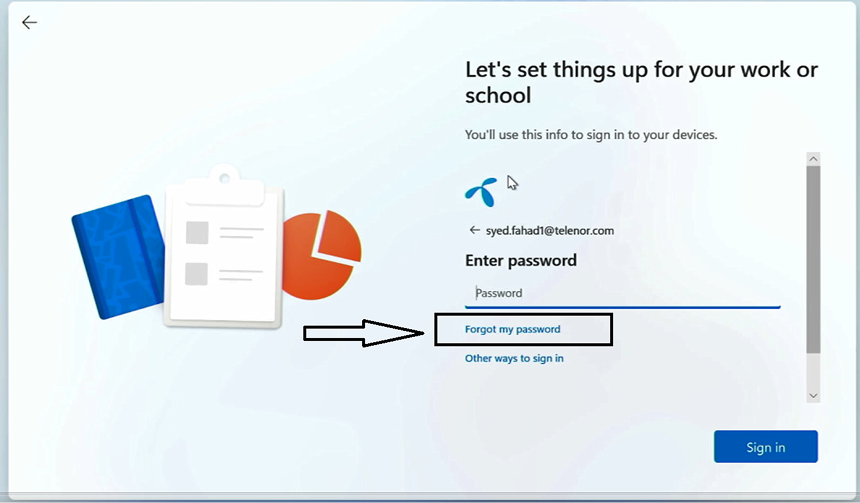 Let's set things up for your work or
school
You'll use this info to sign in to your devices.
syed.fahad1@telenor.com
Enter password
Password
Forgot my password
Other ways to sign in
Sign in